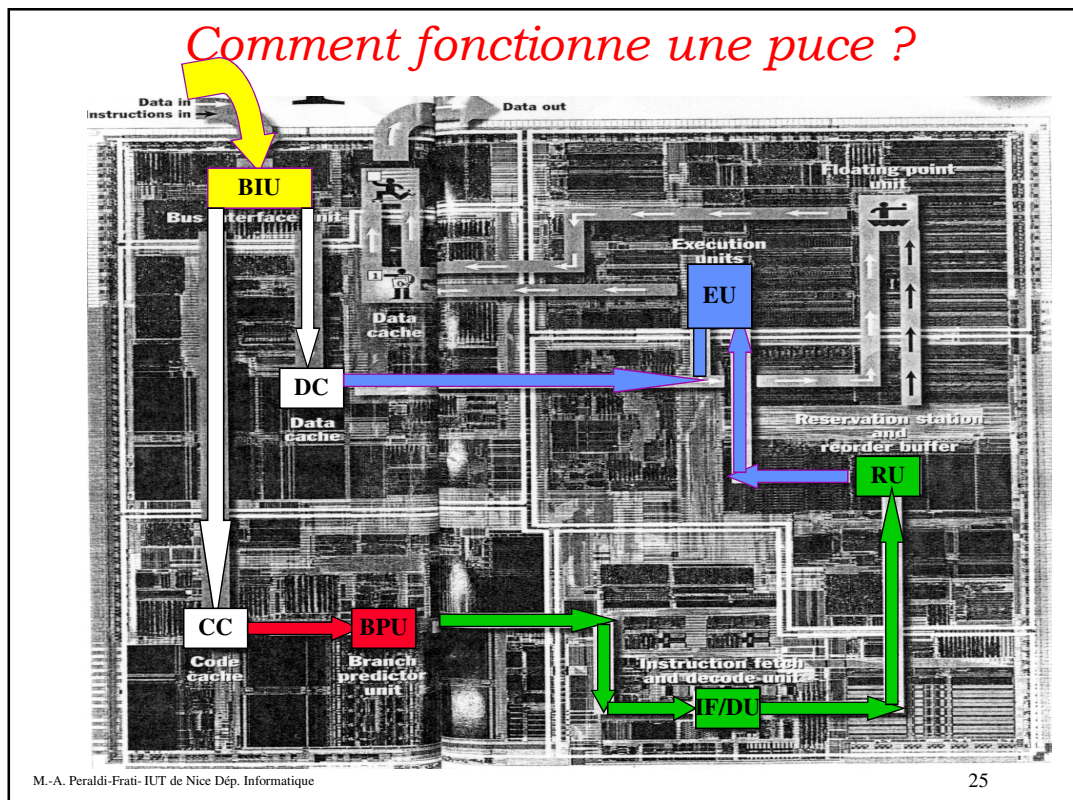 Comment fonctionne une puce ?
Data in
Instructions in
Data out
BIU
Bus interface unit
Floating-point
unit
Execution
units
EU
1
Data
cache
DC
Data
cache
Reservation station
and
reorder buffer
RU
CC
BPU
Code
cache
Branch
predictor
unit
Instruction fetch
and decode unit
IF/DU
M.-A. Peraldi-Frati- IUT de Nice Dép. Informatique
25